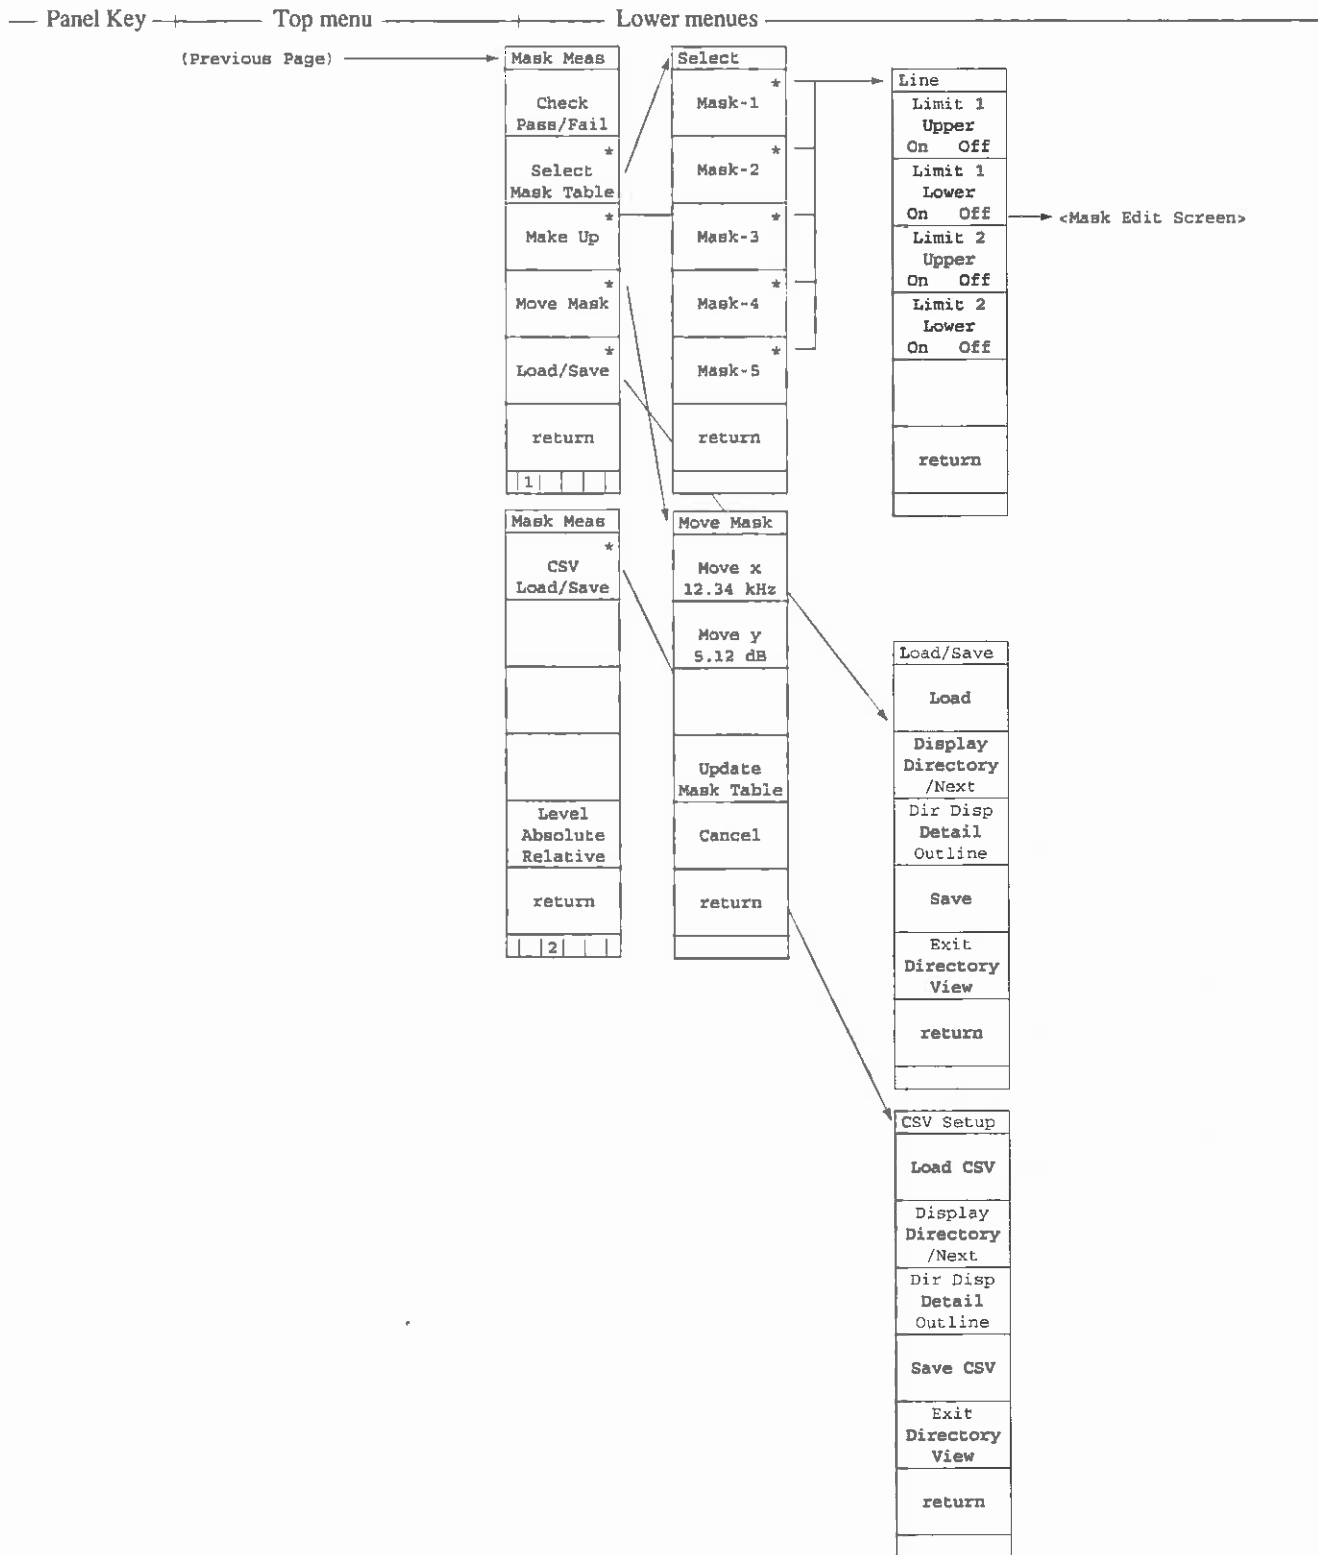 Panel Key Top menu Lower menues
(Previous Page)
Mask Meas
Check
Pass/Fail
*
Select
Mask Table
*
Make Up
*
Move Mask
*
Load/Save
return
1
Select
*
Mask-1
*
Mask-2
*
Mask-3
*
Mask-4
*
Mask-5
return
Line
Limit 1
Upper
On Off
Limit 1
Lower
On Off
Limit 2
Upper
On Off
Limit 2
Lower
On Off
return
<Mask Edit Screen>
Mask Meas
*
CSV
Load/Save
Level
Absolute
Relative
return
2
Move Mask
Move x
12.34 kHz
Move y
5.12 dB
Update
Mask Table
Cancel
return
Load/Save
Load
Display
Directory
/Next
Dir Disp
Detail
Outline
Save
Exit
Directory
View
return
CSV Setup
Load CSV
Display
Directory
/Next
Dir Disp
Detail
Outline
Save CSV
Exit
Directory
View
return